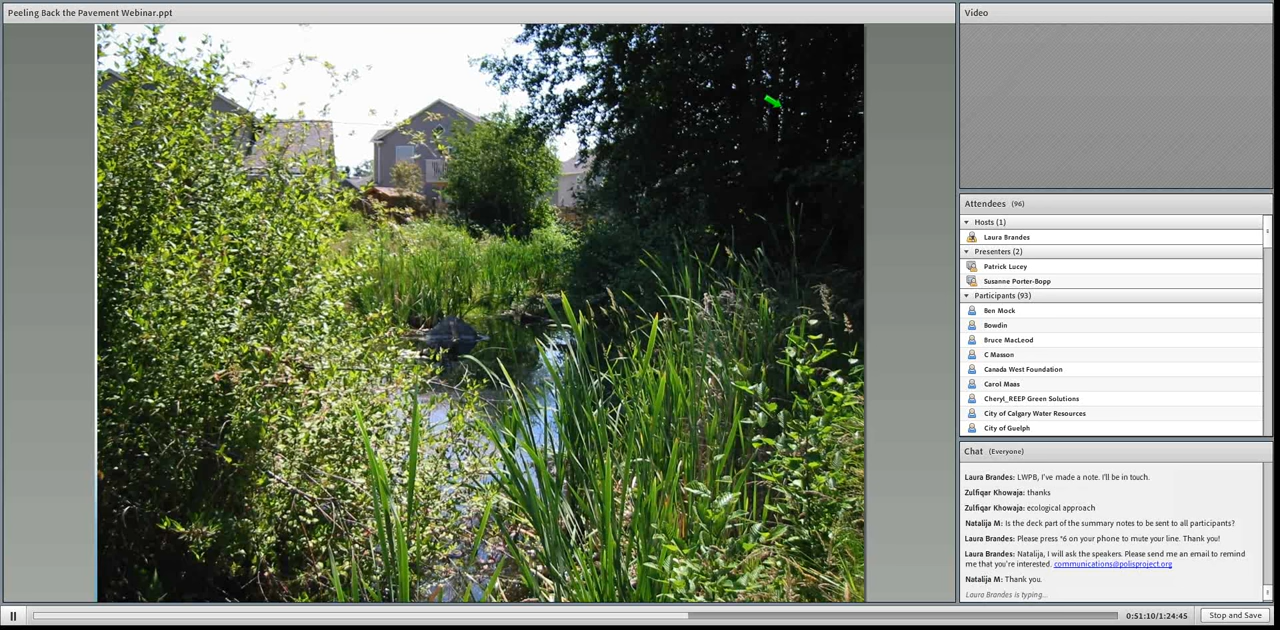 Peeling Back the Pavement Webinar.ppt
Video
Attendees (96)
Hosts (1)
Laura Brandes
Presenters (2)
Patrick Lucey
Susanne Porter-Bopp
Participants (93)
Ben Mock
Bowdin
Bruce MacLeod
C Masson
Canada West Foundation
Carol Maas
Cheryl_REEP Green Solutions
City of Calgary Water Resources
City of Guelph
Chat (Everyone)
Laura Brandes: LWPB, I've made a note. I'll be in touch.
Zulfiqar Khowaja: thanks
Zulfiqar Khowaja: ecological approach
Natalija M: Is the deck part of the summary notes to be sent to all participants?
Laura Brandes: Please press *6 on your phone to mute your line. Thank you!
Laura Brandes: Natalija, I will ask the speakers. Please send me an email to remind
me that you're interested. communications@polisproject.org
Natalija M: Thank you.
Laura Brandes is typing...
0:51:10/1:24:45
Stop and Save